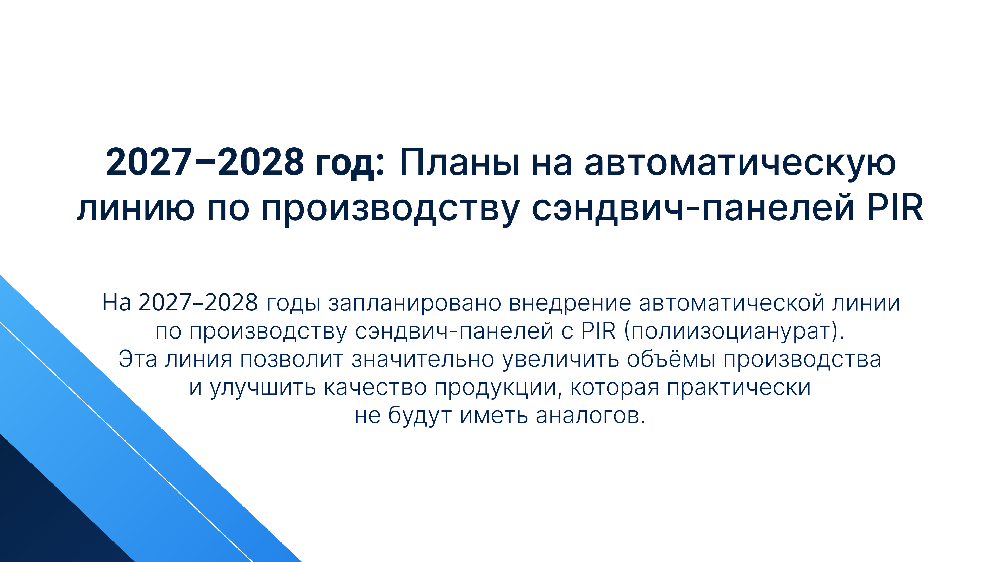 2027–2028 год: Планы на автоматическую
линию по производству сэндвич-панелей PIR
На 2027–2028 годы запланировано внедрение автоматической линии
по производству сэндвич-панелей с PIR (полиизоцианурат).
Эта линия позволит значительно увеличить объёмы производства
и улучшить качество продукции, которая практически
не будут иметь аналогов.